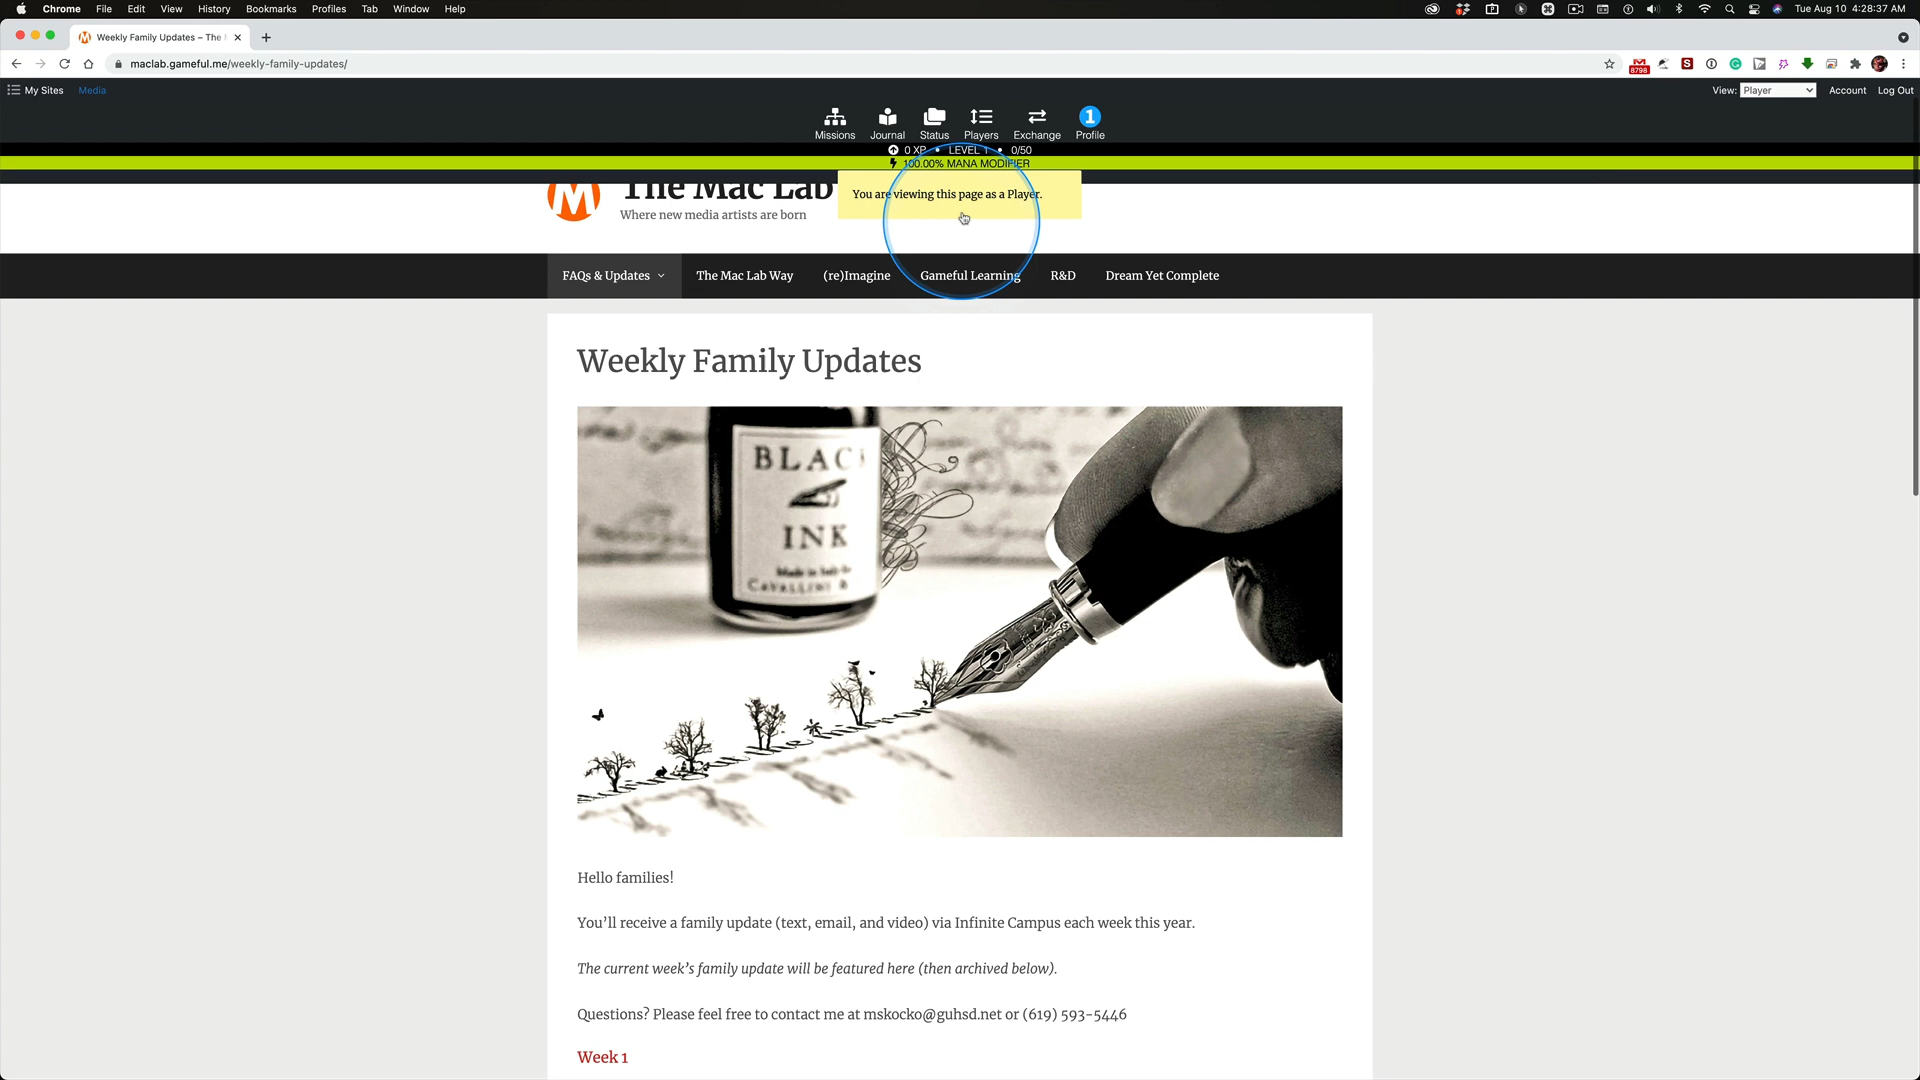 Chrome File Edit View History Bookmarks Profiles Tab Window Help Tue Aug 10 4:28:37 AM
Weekly Family Updates – The
maclab.gameful.me/weekly-family-updates/
8798
My Sites Media View: Player Account Log Out
Missions Journal Status Players Exchange 1 Profile
0 XP • LEVEL 1 • 0/50
100.00% MANA MODIFIER
The Mac Lab
You are viewing this page as a Player.
Where new media artists are born
FAQs & Updates The Mac Lab Way (re)Imagine Gameful Learning R&D Dream Yet Complete
Weekly Family Updates
BLAC
INK
Made in Italy
CAVALLINI &
Hello families!
You’ll receive a family update (text, email, and video) via Infinite Campus each week this year.
The current week’s family update will be featured here (then archived below).
Questions? Please feel free to contact me at mskocko@guhsd.net or (619) 593-5446
Week 1